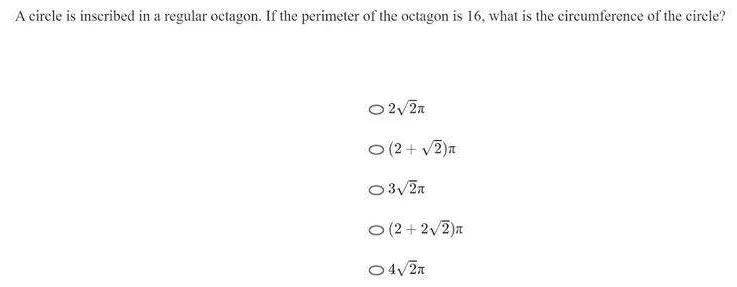 A circle is inscribed in a regular octagon. If the perimeter of the octagon is 16, what is the circumference of the circle?
2√2π
(2 + √2)π
3√2π
(2 + 2√2)π
4√2π